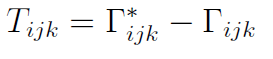 T_{ijk} = Γ^*_{ijk} − Γ_{ijk}